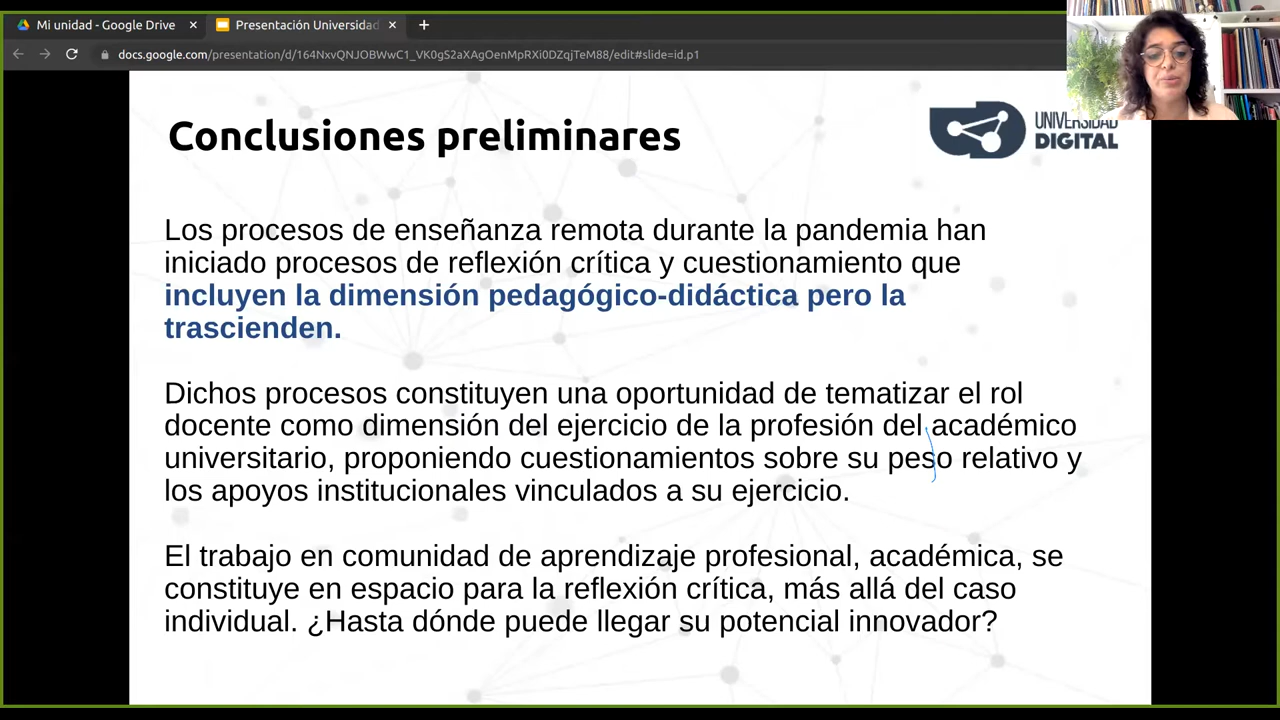 Mi unidad - Google Drive
Presentación Universidad
docs.google.com/presentation/d/164NxvQNJOBWwC1_VK0gS2aXAgOenMpRXi0DZqjTeM88/edit#slide=id.p1
Conclusiones preliminares
UNIVERSIDAD
DIGITAL
Los procesos de enseñanza remota durante la pandemia han
iniciado procesos de reflexión crítica y cuestionamiento que
incluyen la dimensión pedagógico-didáctica pero la
trascienden.
Dichos procesos constituyen una oportunidad de tematizar el rol
docente como dimensión del ejercicio de la profesión del académico
universitario, proponiendo cuestionamientos sobre su peso relativo y
los apoyos institucionales vinculados a su ejercicio.
El trabajo en comunidad de aprendizaje profesional, académica, se
constituye en espacio para la reflexión crítica, más allá del caso
individual. ¿Hasta dónde puede llegar su potencial innovador?